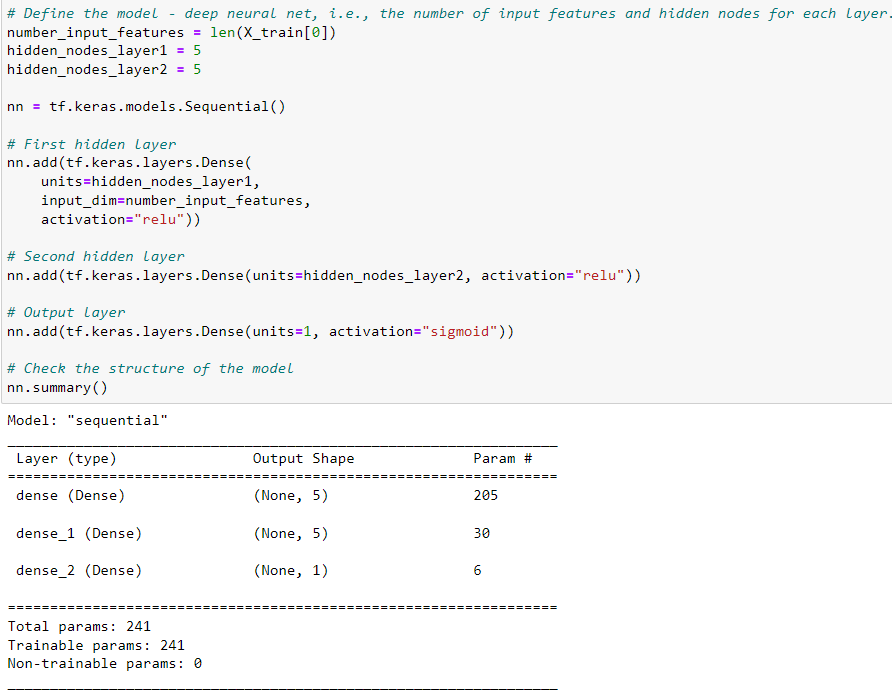 # Define the model - deep neural net, i.e., the number of input features and hidden nodes for each layer.
number_input_features = len(X_train[0])
hidden_nodes_layer1 = 5
hidden_nodes_layer2 = 5
nn = tf.keras.models.Sequential()
# First hidden layer
nn.add(tf.keras.layers.Dense(
    units=hidden_nodes_layer1,
    input_dim=number_input_features,
    activation="relu"))
# Second hidden layer
nn.add(tf.keras.layers.Dense(units=hidden_nodes_layer2, activation="relu"))
# Output layer
nn.add(tf.keras.layers.Dense(units=1, activation="sigmoid"))
# Check the structure of the model
nn.summary()
Model: "sequential"
Layer (type) Output Shape Param #
dense (Dense) (None, 5) 205
dense_1 (Dense) (None, 5) 30
dense_2 (Dense) (None, 1) 6
Total params: 241
Trainable params: 241
Non-trainable params: 0